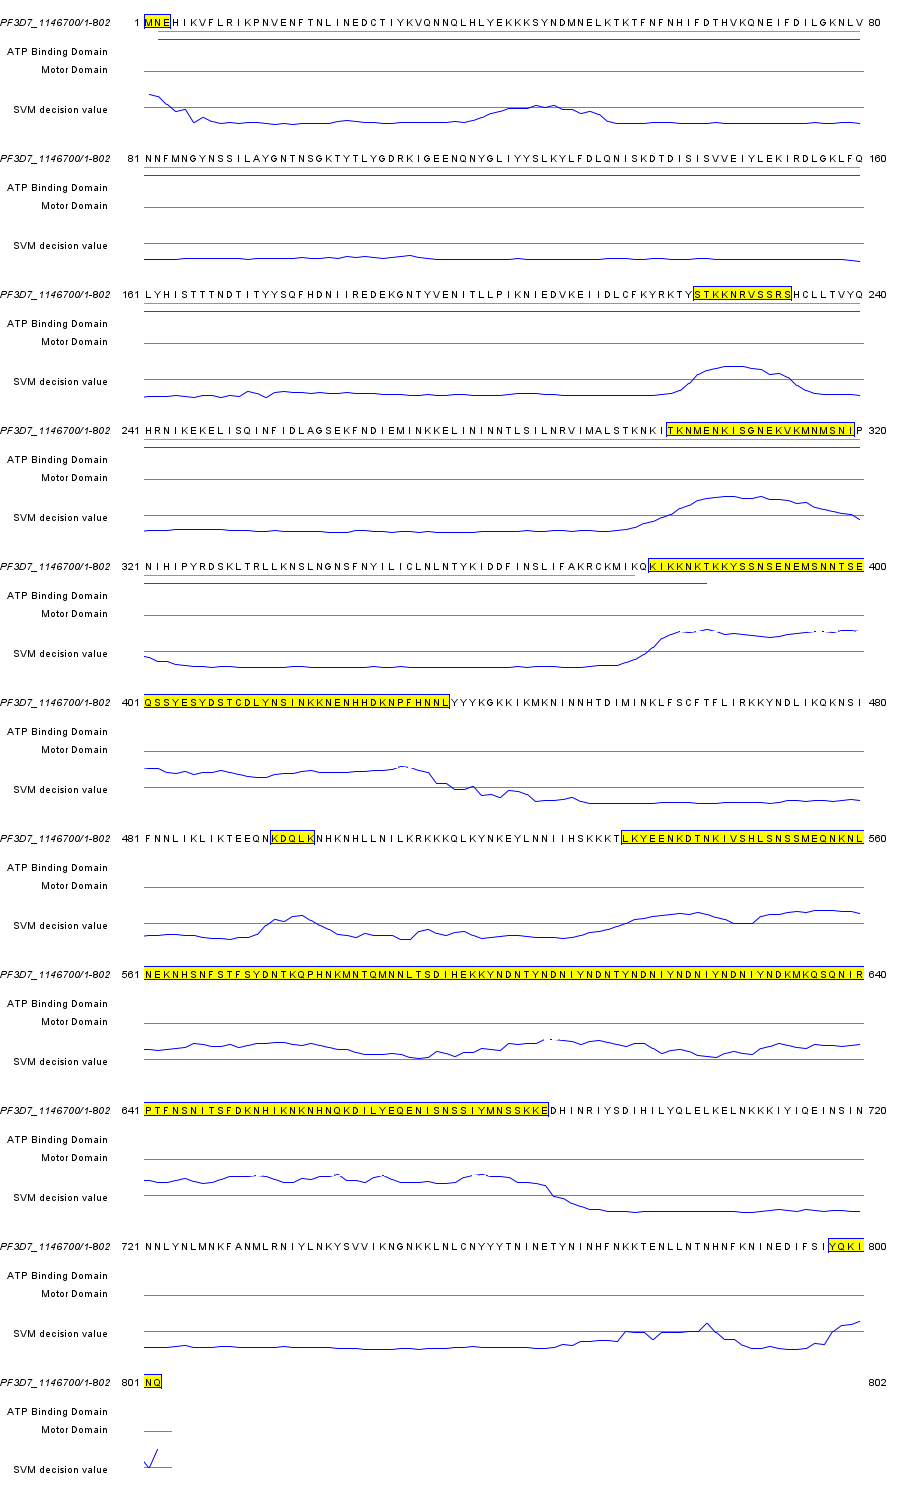 PF3D7_1146700/1-802 1 MNEHIKVFLRIKPNVENFTNLINEDCTIYKVQNNQLHLYEKKKSYNDMNELKTKTFNFNHIFDTHVKQNEIFDILGKNLV 80
ATP Binding Domain
Motor Domain
SVM decision value
PF3D7_1146700/1-802 81 NNFMNGYNSSILAYGNTNSGKTYTLYGDRKIGEENQNYGLIYYSLKYLFDLQNISKDTDISISVVEIYLEKIRDLGKLFQ 160
ATP Binding Domain
Motor Domain
SVM decision value
PF3D7_1146700/1-802 161 LYHISTTTNDTITYYSQFHDNIIREDEKGNTYVENITLLPIKNIEDVKEIIDLCFKYRKTYSTKKNRVSSRSHCLLTVYQ 240
ATP Binding Domain
Motor Domain
SVM decision value
PF3D7_1146700/1-802 241 HRNIKEKELISQINFIDLAGSEKFNDIEMINKKELININNTLSILNRVIMALSTKNKITKNMENKISGNEKVKMNMSNIP 320
ATP Binding Domain
Motor Domain
SVM decision value
PF3D7_1146700/1-802 321 NIHIPYRDSKLTRLLKNSLNGNSFNYILICLNLNTYKIDDFINSLIFAKRCKMIKQKIKKNKTKKYSSNSENEMSNNTSE 400
ATP Binding Domain
Motor Domain
SVM decision value
PF3D7_1146700/1-802 401 QSSYESYDSTCDLYNSINKKNENHHDKNPFHNNLYYYKGKKIKMKNINNHTDIMINKLFSCFTFLIRKKYNDLIKQKNSI 480
ATP Binding Domain
Motor Domain
SVM decision value
PF3D7_1146700/1-802 481 FNNLIKLIKTEEQNKDQLKNHKNHLLNILKRKKKQLKYNKEYLNNIIHSKKKTLKYEENKDTNKIVSHLSNSSMEQNKNL 560
ATP Binding Domain
Motor Domain
SVM decision value
PF3D7_1146700/1-802 561 NEKNHSNFSTFSYDNTKQPHNKMNTQMNNLTSDIHEKKYNDNTYNDNIYNDNTYNDNIYNDNIYNDNIYNDKMKQSQNIR 640
ATP Binding Domain
Motor Domain
SVM decision value
PF3D7_1146700/1-802 641 PTFNSNITSFDKNHIKNKNHNQKDILYEQENISNSSIYMNSSKKEDHINRIYSDIHILYQLELKELNKKKIYIQEINSIN 720
ATP Binding Domain
Motor Domain
SVM decision value
PF3D7_1146700/1-802 721 NNLYNLMNKFANMLRNIYLNKYSVVIKNGNKKLNLCNYYYTNINETYNINHFNKKTENLLNTNHNFKNINEDIFSIYQKI 800
ATP Binding Domain
Motor Domain
SVM decision value
PF3D7_1146700/1-802 801 NQ 802
ATP Binding Domain
Motor Domain
SVM decision value